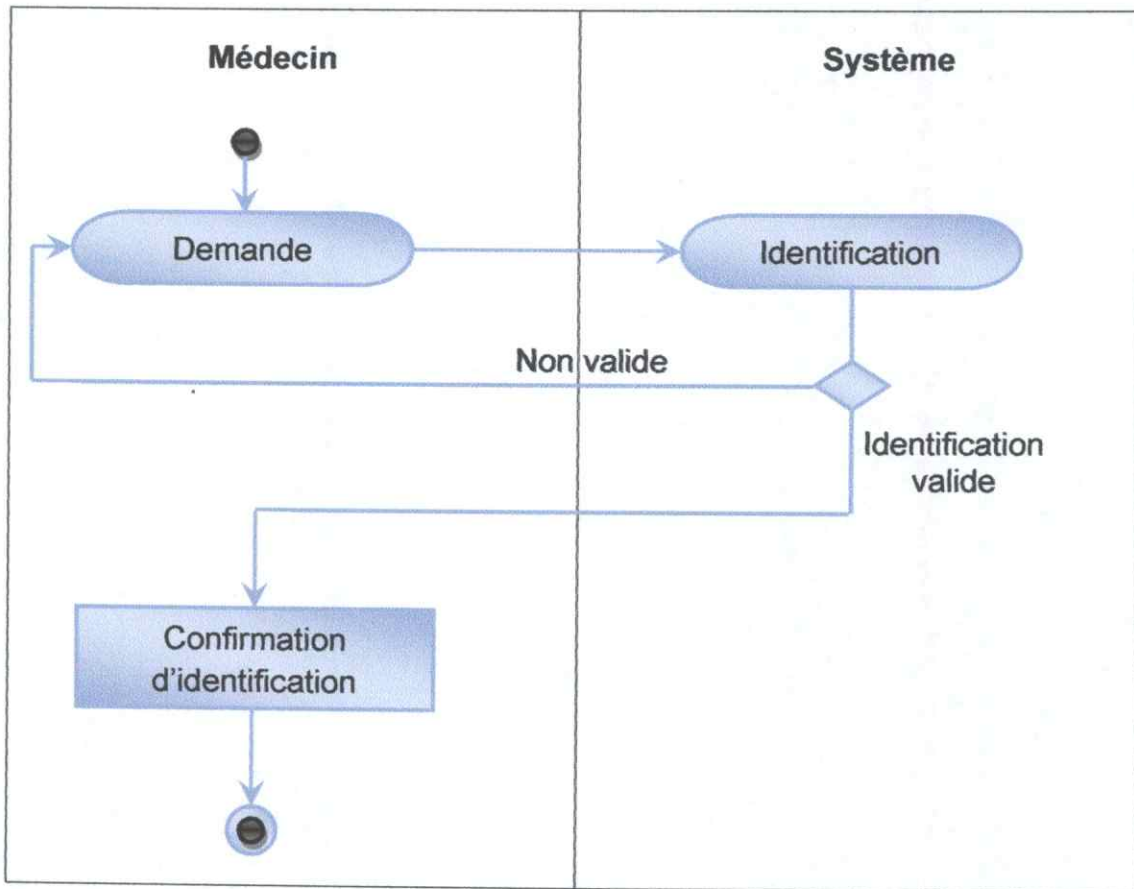 Médecin
Système
Demande
Identification
Non valide
Identification
valide
Confirmation
d'identification